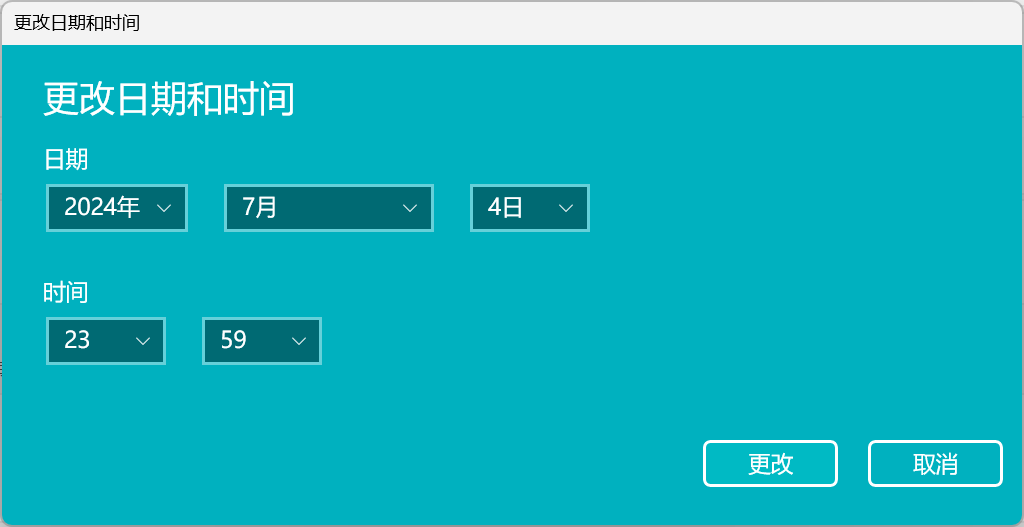 更改日期和时间
更改日期和时间
日期
2024年 7月 4日
时间
23 59
更改 取消